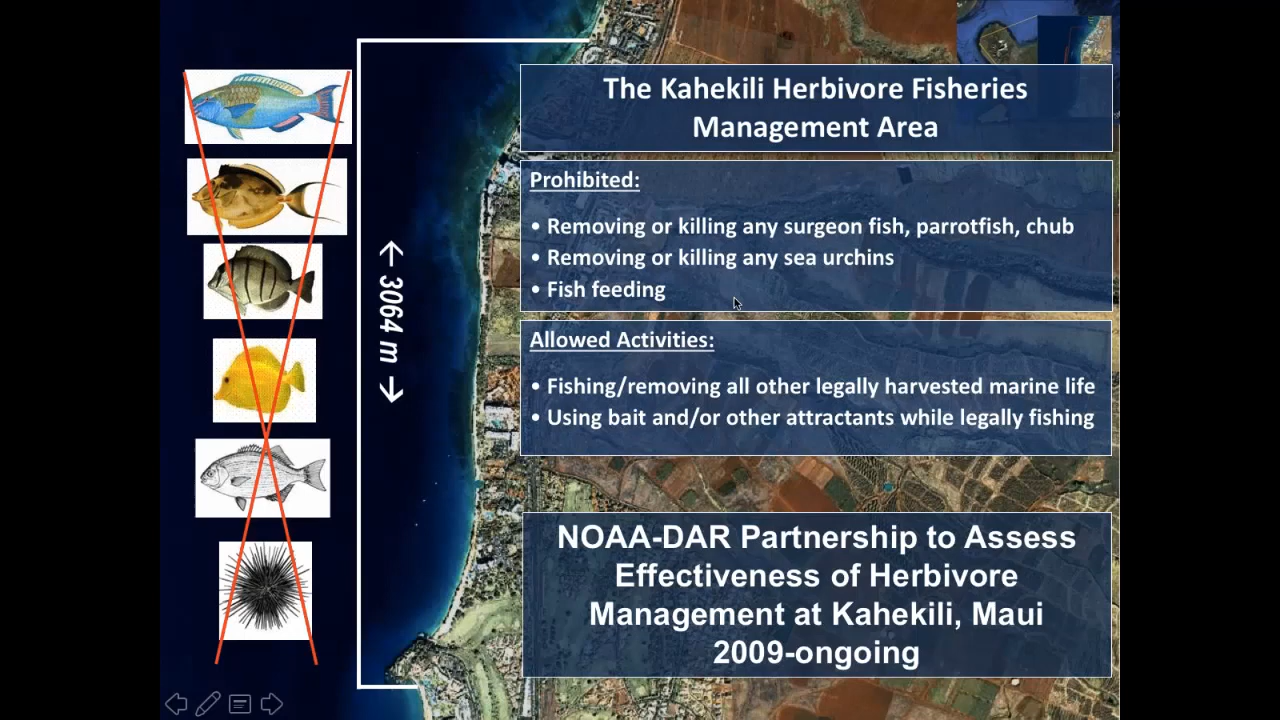 The Kahekili Herbivore Fisheries
Management Area
Prohibited:
• Removing or killing any surgeon fish, parrotfish, chub
• Removing or killing any sea urchins
• Fish feeding
← 3064 m →
Allowed Activities:
• Fishing/removing all other legally harvested marine life
• Using bait and/or other attractants while legally fishing
NOAA-DAR Partnership to Assess
Effectiveness of Herbivore
Management at Kahekili, Maui
2009-ongoing